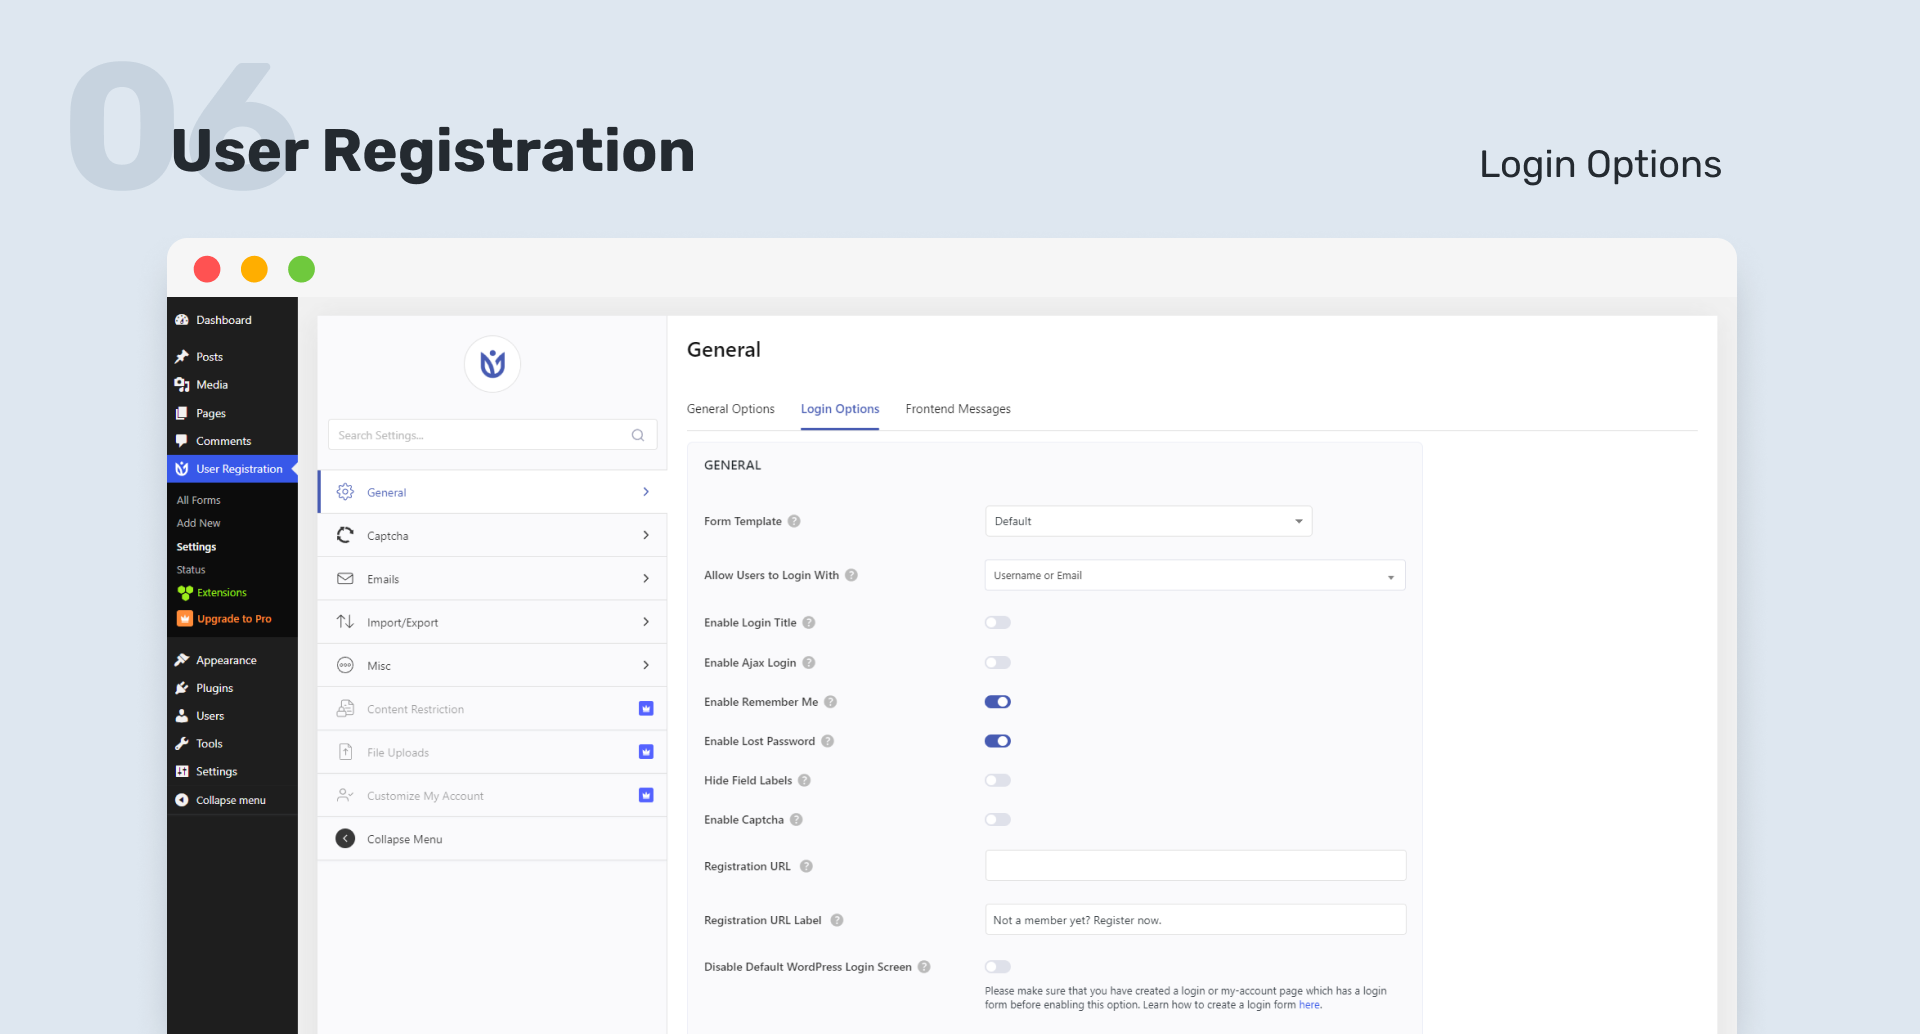 06
User Registration
Login Options
Dashboard
Posts
Media
Pages
Comments
User Registration
All Forms
Add New
Settings
Status
Extensions
Upgrade to Pro
Appearance
Plugins
Users
Tools
Settings
Collapse menu
Search Settings...
General
Captcha
Emails
Import/Export
Misc
Content Restriction
File Uploads
Customize My Account
Collapse Menu
General
General Options
Login Options
Frontend Messages
GENERAL
Form Template ?
Default
Allow Users to Login With ?
Username or Email
Enable Login Title ?
Enable Ajax Login ?
Enable Remember Me ?
Enable Lost Password ?
Hide Field Labels ?
Enable Captcha ?
Registration URL ?
Registration URL Label ?
Not a member yet? Register now.
Disable Default WordPress Login Screen ?
Please make sure that you have created a login or my-account page which has a login
form before enabling this option. Learn how to create a login form here.